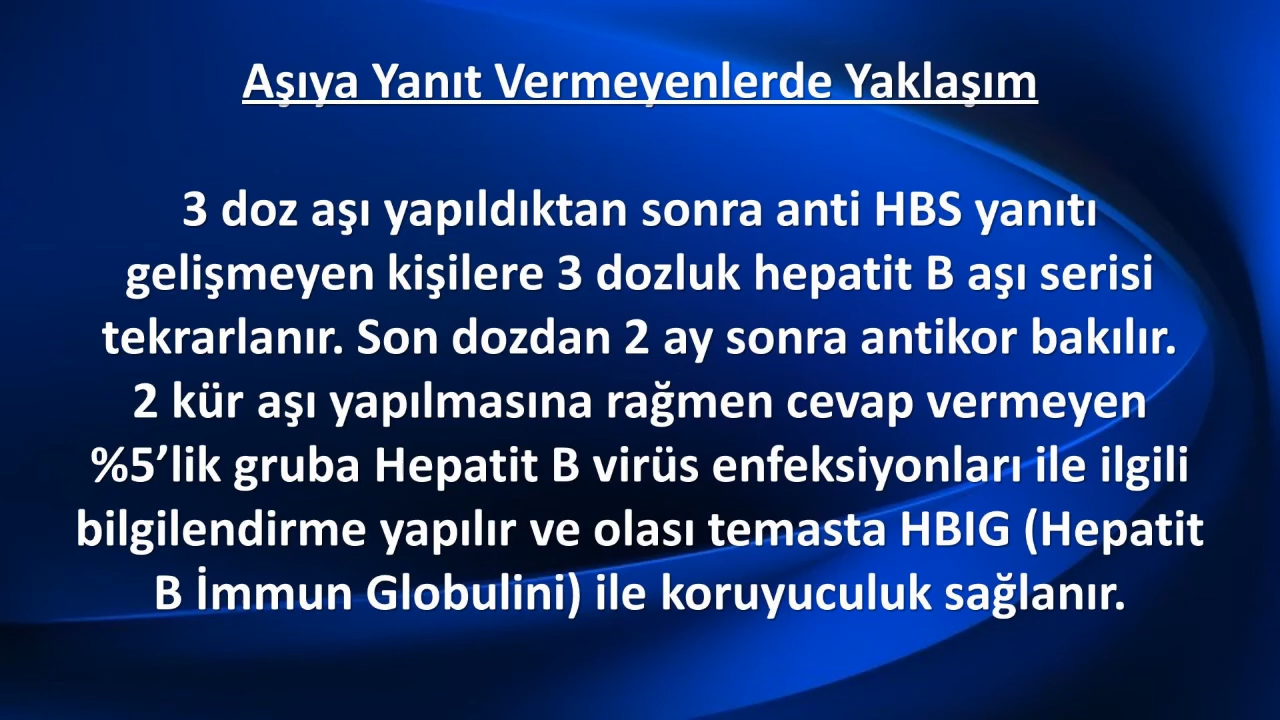 Aşıya Yanıt Vermeyenlerde Yaklaşım
3 doz aşı yapıldıktan sonra anti HBS yanıtı
gelişmeyen kişilere 3 dozluk hepatit B aşı serisi
tekrarlanır. Son dozdan 2 ay sonra antikor bakılır.
2 kür aşı yapılmasına rağmen cevap vermeyen
%5’lik gruba Hepatit B virüs enfeksiyonları ile ilgili
bilgilendirme yapılır ve olası temasta HBIG (Hepatit
B İmmun Globulini) ile koruyuculuk sağlanır.